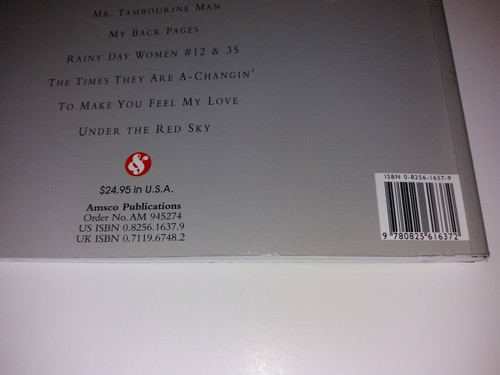 MR. TAMBOURINE MAN
MY BACK PAGES
RAINY DAY WOMEN #12 & 35
THE TIMES THEY ARE A-CHANGIN'
TO MAKE YOU FEEL MY LOVE
UNDER THE RED SKY
&
$24.95 in U.S.A.
Amsco Publications
Order No. AM 945274
US ISBN 0.8256.1637.9
UK ISBN 0.7119.6748.2
ISBN 0-8256-1637-9
9 780825 616372